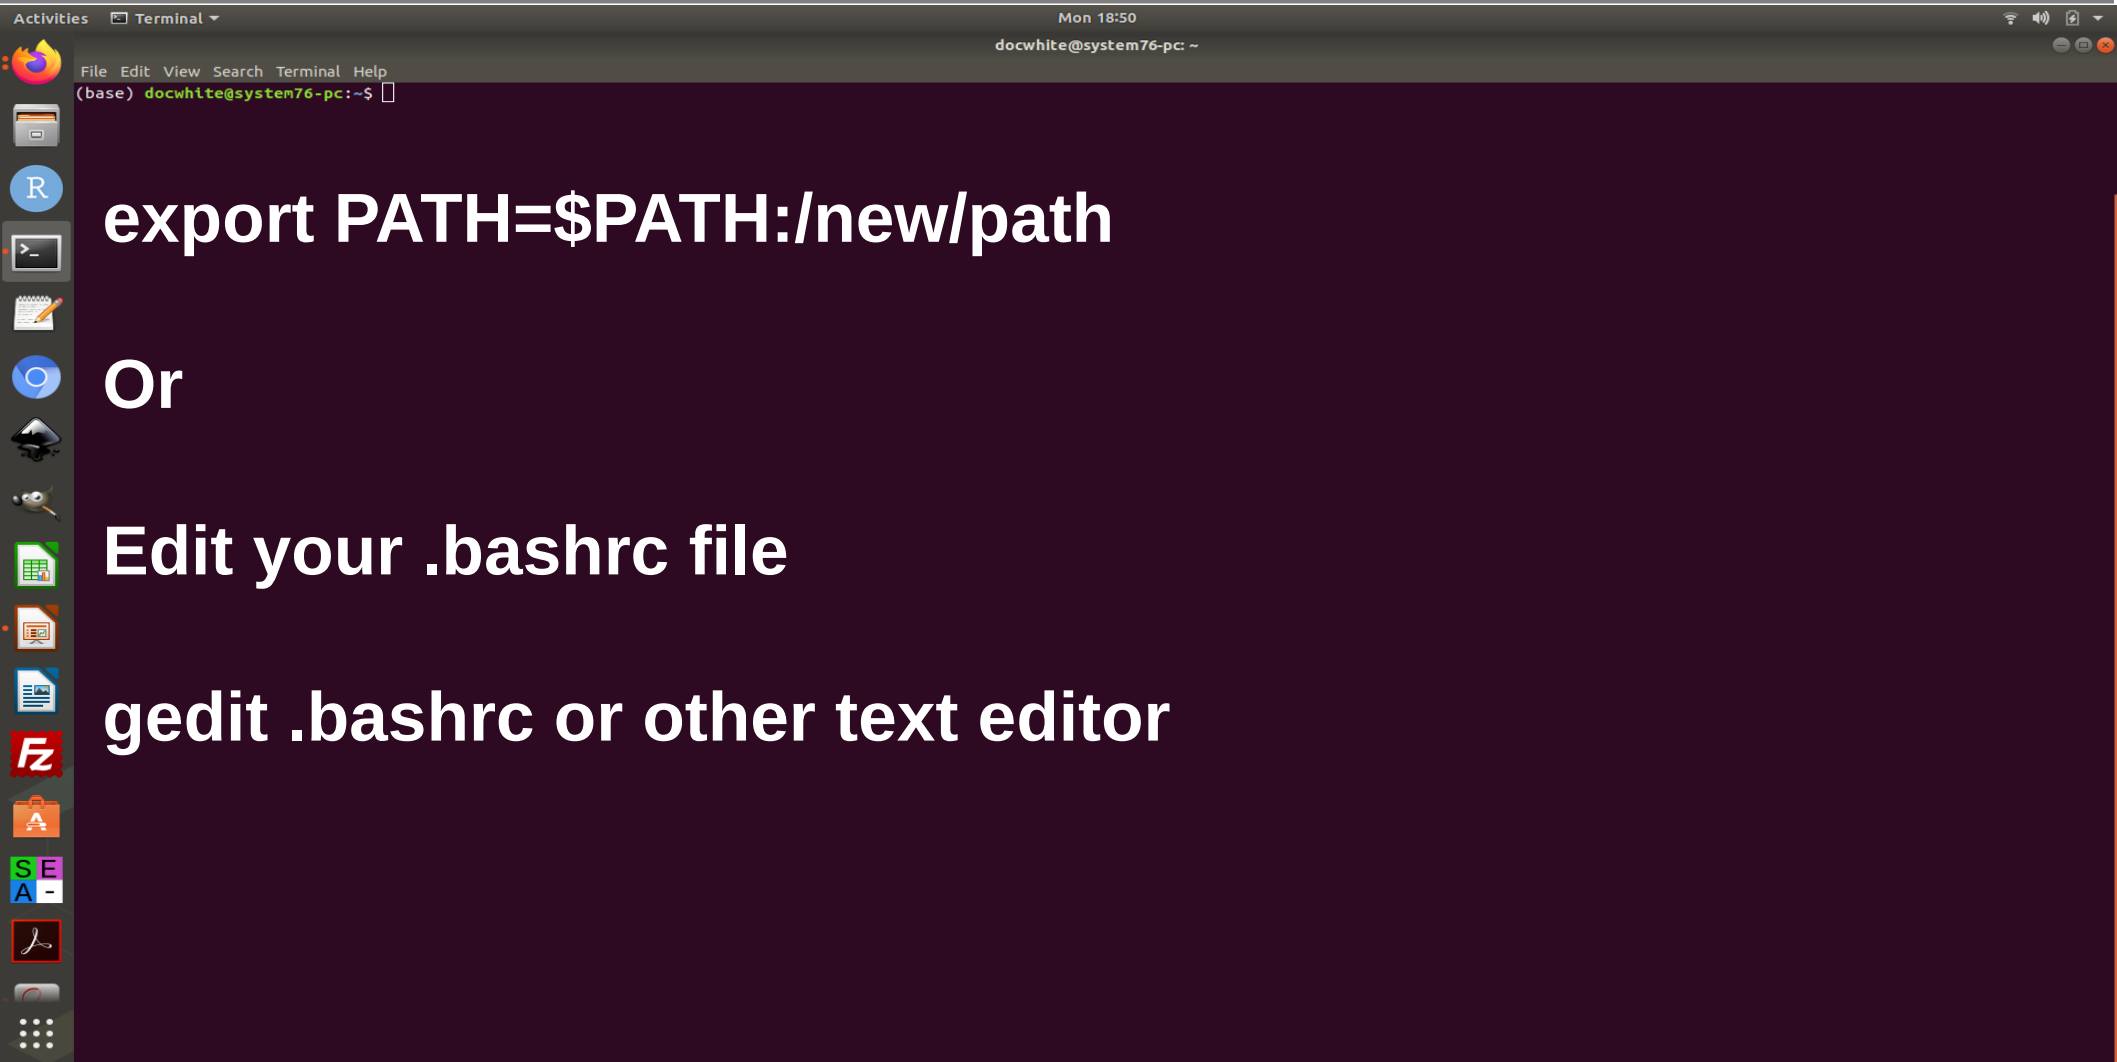 Activities Terminal Mon 18:50
docwhite@system76-pc: ~
File Edit View Search Terminal Help
(base) docwhite@system76-pc:~$
R
export PATH=$PATH:/new/path
>_
Or
Edit your .bashrc file
gedit .bashrc or other text editor
Fz
A
S E
A -